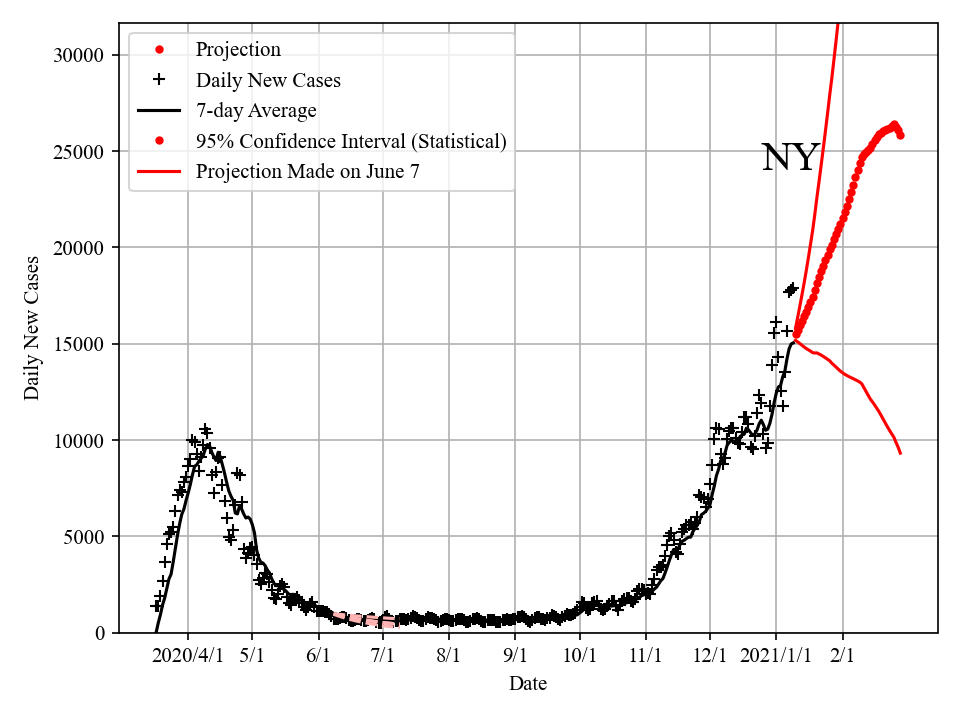 Projection
Daily New Cases
7-day Average
95% Confidence Interval (Statistical)
Projection Made on June 7
NY
30000
25000
20000
15000
10000
5000
0
Daily New Cases
2020/4/1 5/1 6/1 7/1 8/1 9/1 10/1 11/1 12/1 2021/1/1 2/1
Date